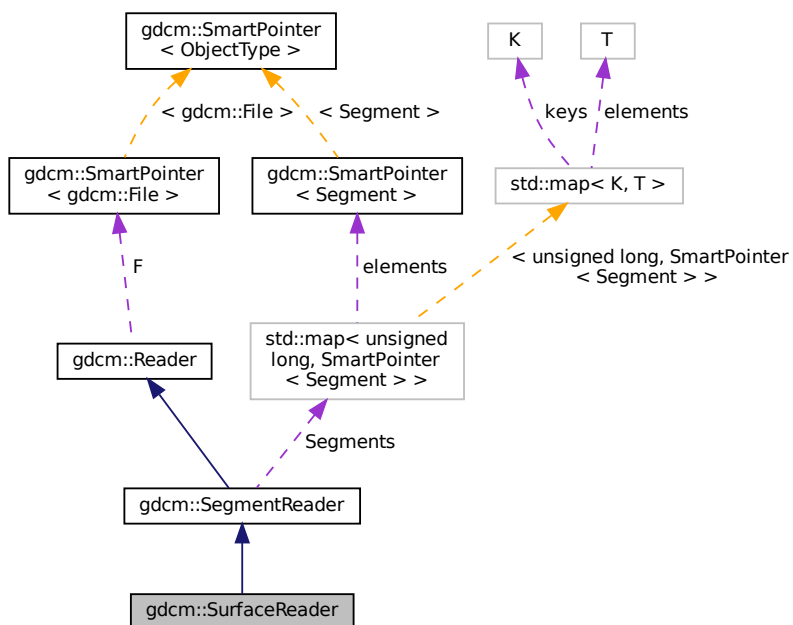 gdcm::SmartPointer
< ObjectType >
K
T
< gdcm::File >
< Segment >
keys
elements
gdcm::SmartPointer
< gdcm::File >
gdcm::SmartPointer
< Segment >
std::map< K, T >
F
elements
< unsigned long, SmartPointer
< Segment > >
std::map< unsigned
long, SmartPointer
< Segment > >
gdcm::Reader
Segments
gdcm::SegmentReader
gdcm::SurfaceReader